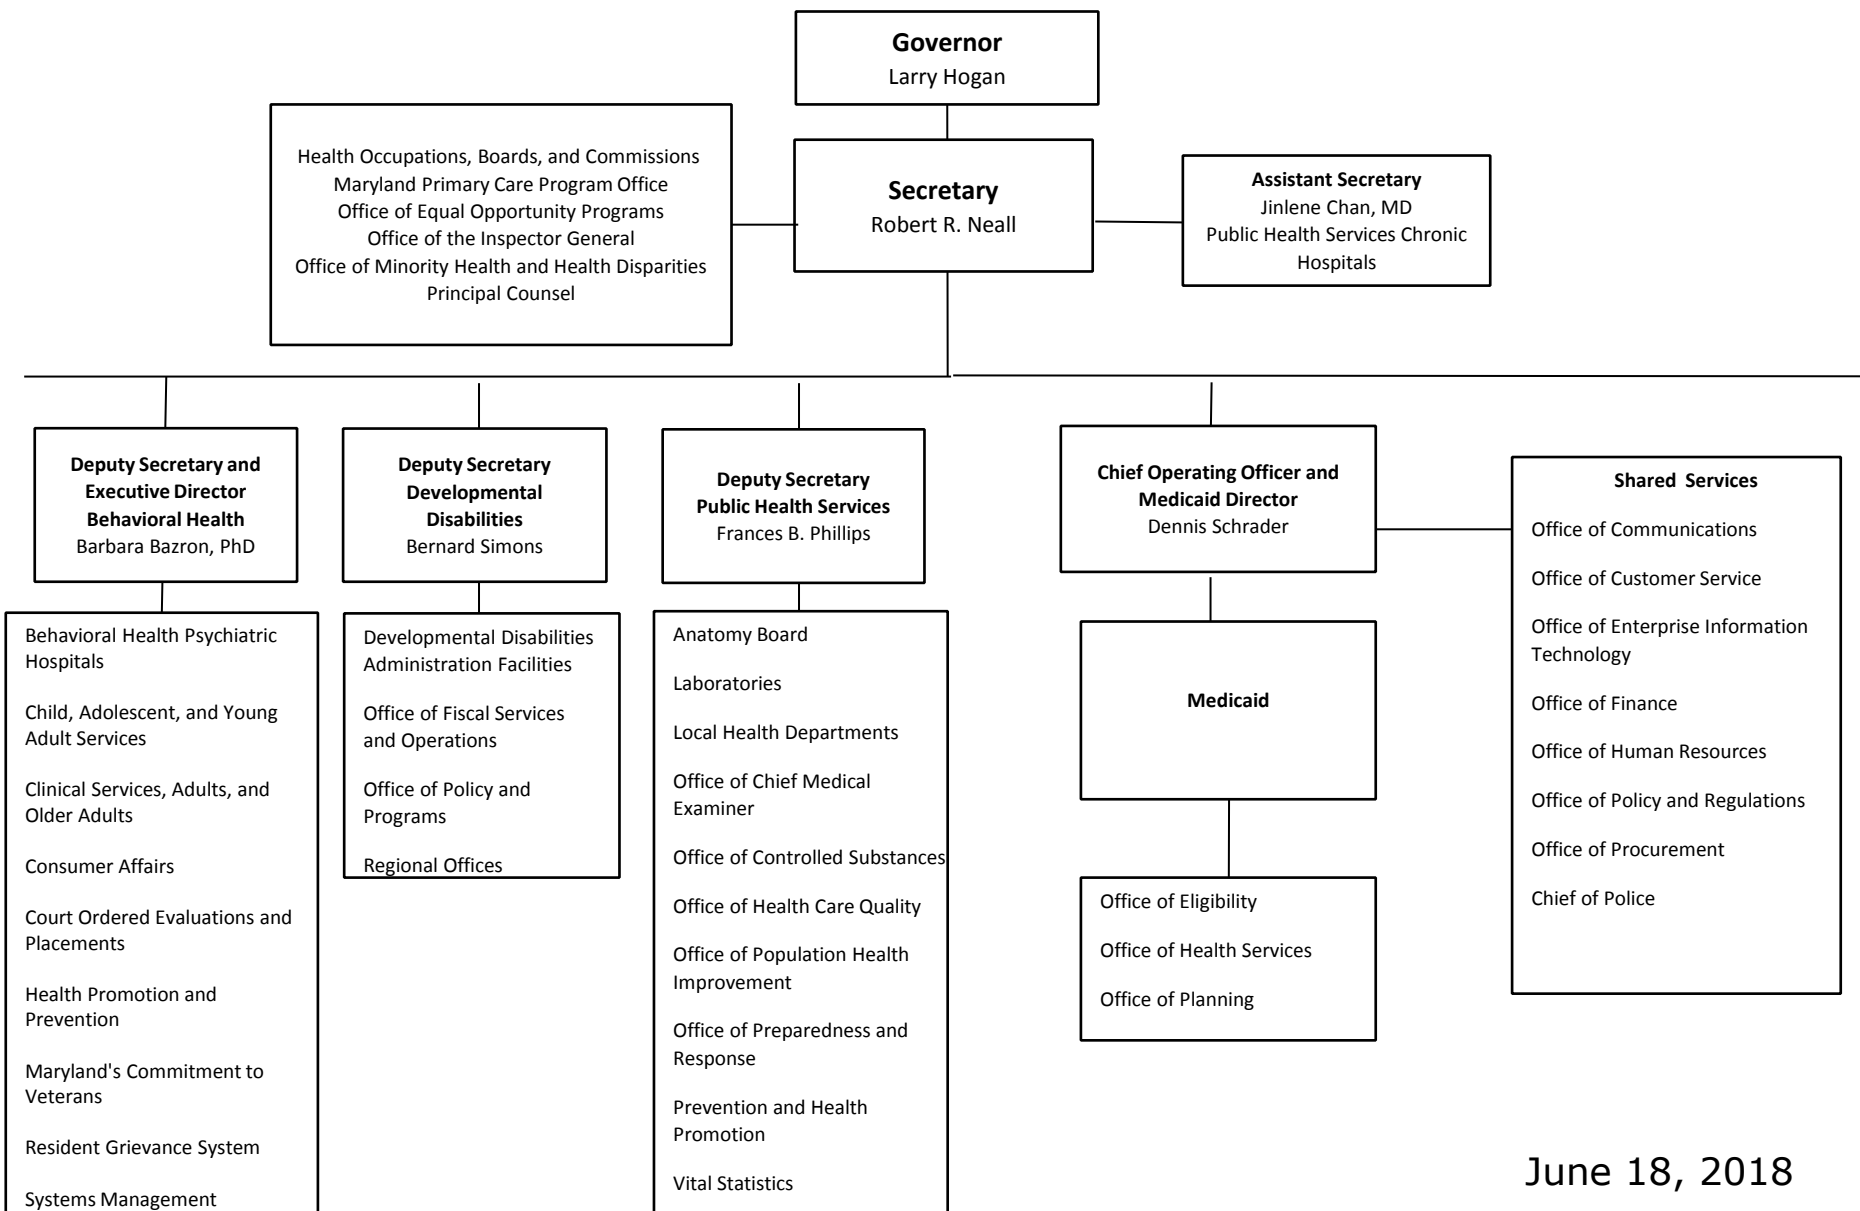 Governor
Larry Hogan
Health Occupations, Boards, and Commissions
Maryland Primary Care Program Office
Office of Equal Opportunity Programs
Office of the Inspector General
Office of Minority Health and Health Disparities
Principal Counsel
Secretary
Robert R. Neall
Assistant Secretary
Jinlene Chan, MD
Public Health Services Chronic
Hospitals
Deputy Secretary and
Executive Director
Behavioral Health
Barbara Bazron, PhD
Deputy Secretary
Developmental
Disabilities
Bernard Simons
Deputy Secretary
Public Health Services
Frances B. Phillips
Chief Operating Officer and
Medicaid Director
Dennis Schrader
Shared Services
Office of Communications
Office of Customer Service
Office of Enterprise Information
Technology
Office of Finance
Office of Human Resources
Office of Policy and Regulations
Office of Procurement
Chief of Police
Behavioral Health Psychiatric
Hospitals
Child, Adolescent, and Young
Adult Services
Clinical Services, Adults, and
Older Adults
Consumer Affairs
Court Ordered Evaluations and
Placements
Health Promotion and
Prevention
Maryland's Commitment to
Veterans
Resident Grievance System
Systems Management
Developmental Disabilities
Administration Facilities
Office of Fiscal Services
and Operations
Office of Policy and
Programs
Regional Offices
Anatomy Board
Laboratories
Local Health Departments
Office of Chief Medical
Examiner
Office of Controlled Substances
Office of Health Care Quality
Office of Population Health
Improvement
Office of Preparedness and
Response
Prevention and Health
Promotion
Vital Statistics
Medicaid
Office of Eligibility
Office of Health Services
Office of Planning
June 18, 2018